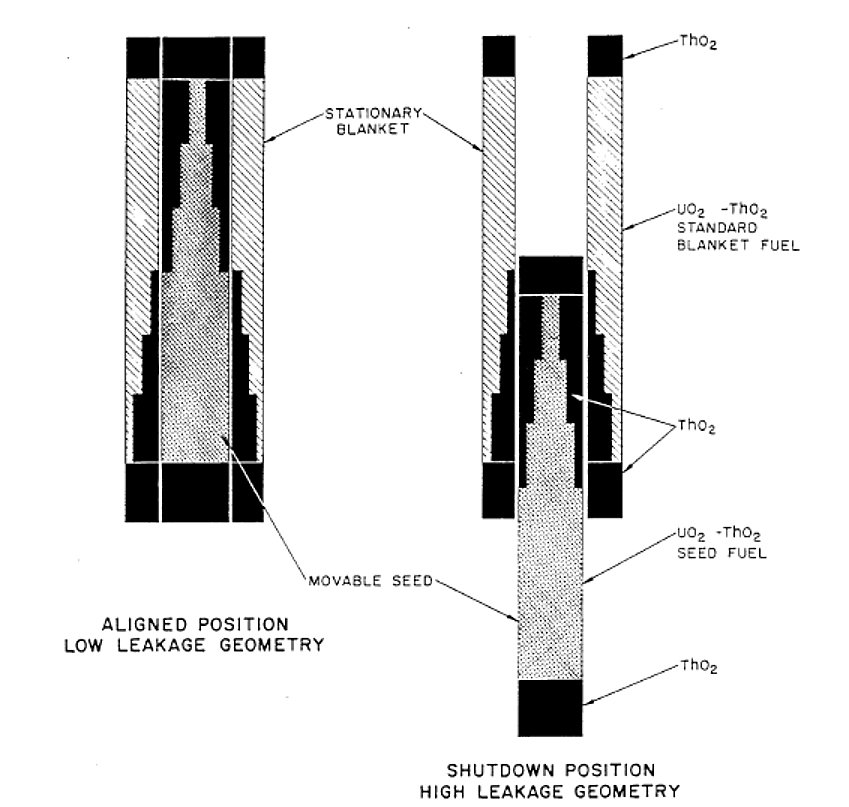 ThO₂
STATIONARY
BLANKET
UO₂ -ThO₂
STANDARD
BLANKET FUEL
ThO₂
UO₂ -ThO₂
SEED FUEL
MOVABLE SEED
ALIGNED POSITION
LOW LEAKAGE GEOMETRY
ThO₂
SHUTDOWN POSITION
HIGH LEAKAGE GEOMETRY